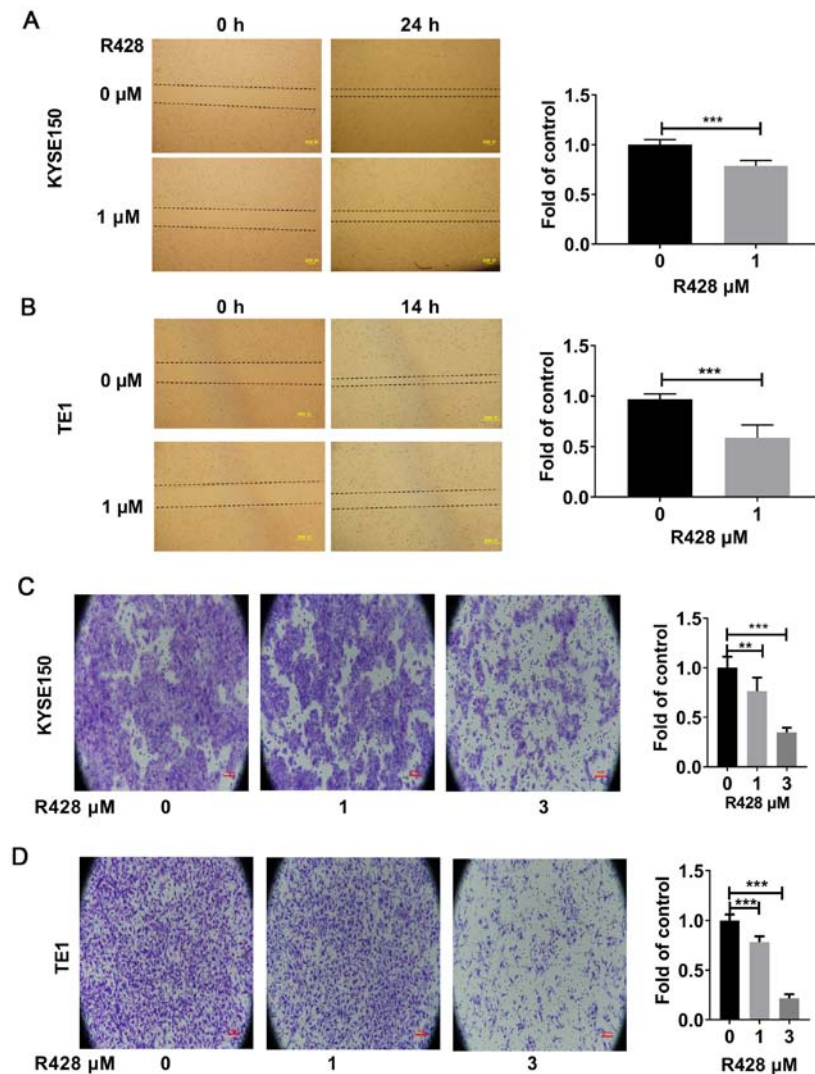 A
0 h
24 h
R428
0 μM
1 μM
KYSE150
Fold of control
1.5
1.0
0.5
0.0
***
0
1
R428 μM
B
0 h
14 h
0 μM
1 μM
TE1
Fold of control
1.5
1.0
0.5
0.0
***
0
1
R428 μM
C
KYSE150
R428 μM
0
1
3
Fold of control
1.5
1.0
0.5
0.0
***
**
0
1
3
R428 μM
D
TE1
R428 μM
0
1
3
Fold of control
1.5
1.0
0.5
0.0
***
***
0
1
3
R428 μM